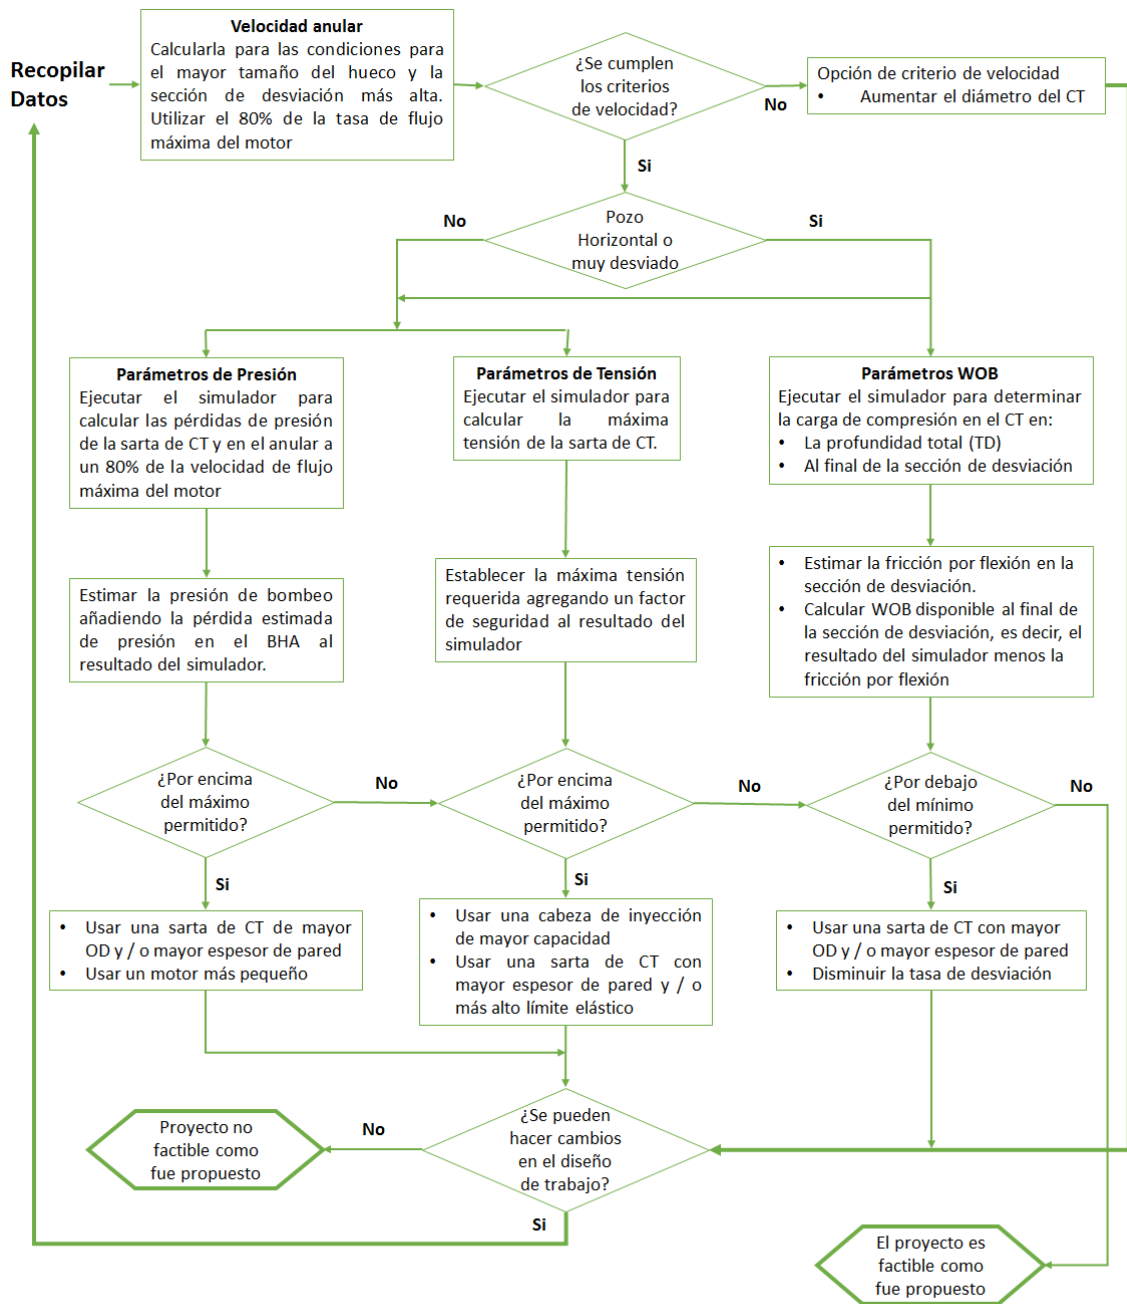 Recopilar
Datos
Velocidad anular
Calcularla para las condiciones para
el mayor tamaño del hueco y la
sección de desviación más alta.
Utilizar el 80% de la tasa de flujo
máxima del motor
¿Se cumplen
los criterios
de velocidad?
No
Opción de criterio de velocidad
• Aumentar el diámetro del CT
Si
Pozo
Horizontal o
muy desviado
No
Si
Parámetros de Presión
Ejecutar el simulador para
calcular las pérdidas de presión
de la sarta de CT y en el anular a
un 80% de la velocidad de flujo
máxima del motor
Parámetros de Tensión
Ejecutar el simulador para
calcular la máxima
tensión de la sarta de CT.
Parámetros WOB
Ejecutar el simulador para determinar
la carga de compresión en el CT en:
• La profundidad total (TD)
• Al final de la sección de desviación
Estimar la presión de bombeo
añadiendo la pérdida estimada
de presión en el BHA al
resultado del simulador.
Establecer la máxima tensión
requerida agregando un factor
de seguridad al resultado del
simulador
• Estimar la fricción por flexión en la
sección de desviación.
• Calcular WOB disponible al final de
la sección de desviación, es decir, el
resultado del simulador menos la
fricción por flexión
¿Por encima
del máximo
permitido?
No
¿Por encima
del máximo
permitido?
No
¿Por debajo
del mínimo
permitido?
No
Si
Si
Si
• Usar una sarta de CT de mayor
OD y / o mayor espesor de pared
• Usar un motor más pequeño
• Usar una cabeza de inyección
de mayor capacidad
• Usar una sarta de CT con
mayor espesor de pared y / o
más alto límite elástico
• Usar una sarta de CT con mayor
OD y / o mayor espesor de pared
• Disminuir la tasa de desviación
¿Se pueden
hacer cambios
en el diseño
de trabajo?
No
Proyecto no
factible como
fue propuesto
Si
El proyecto es
factible como
fue propuesto